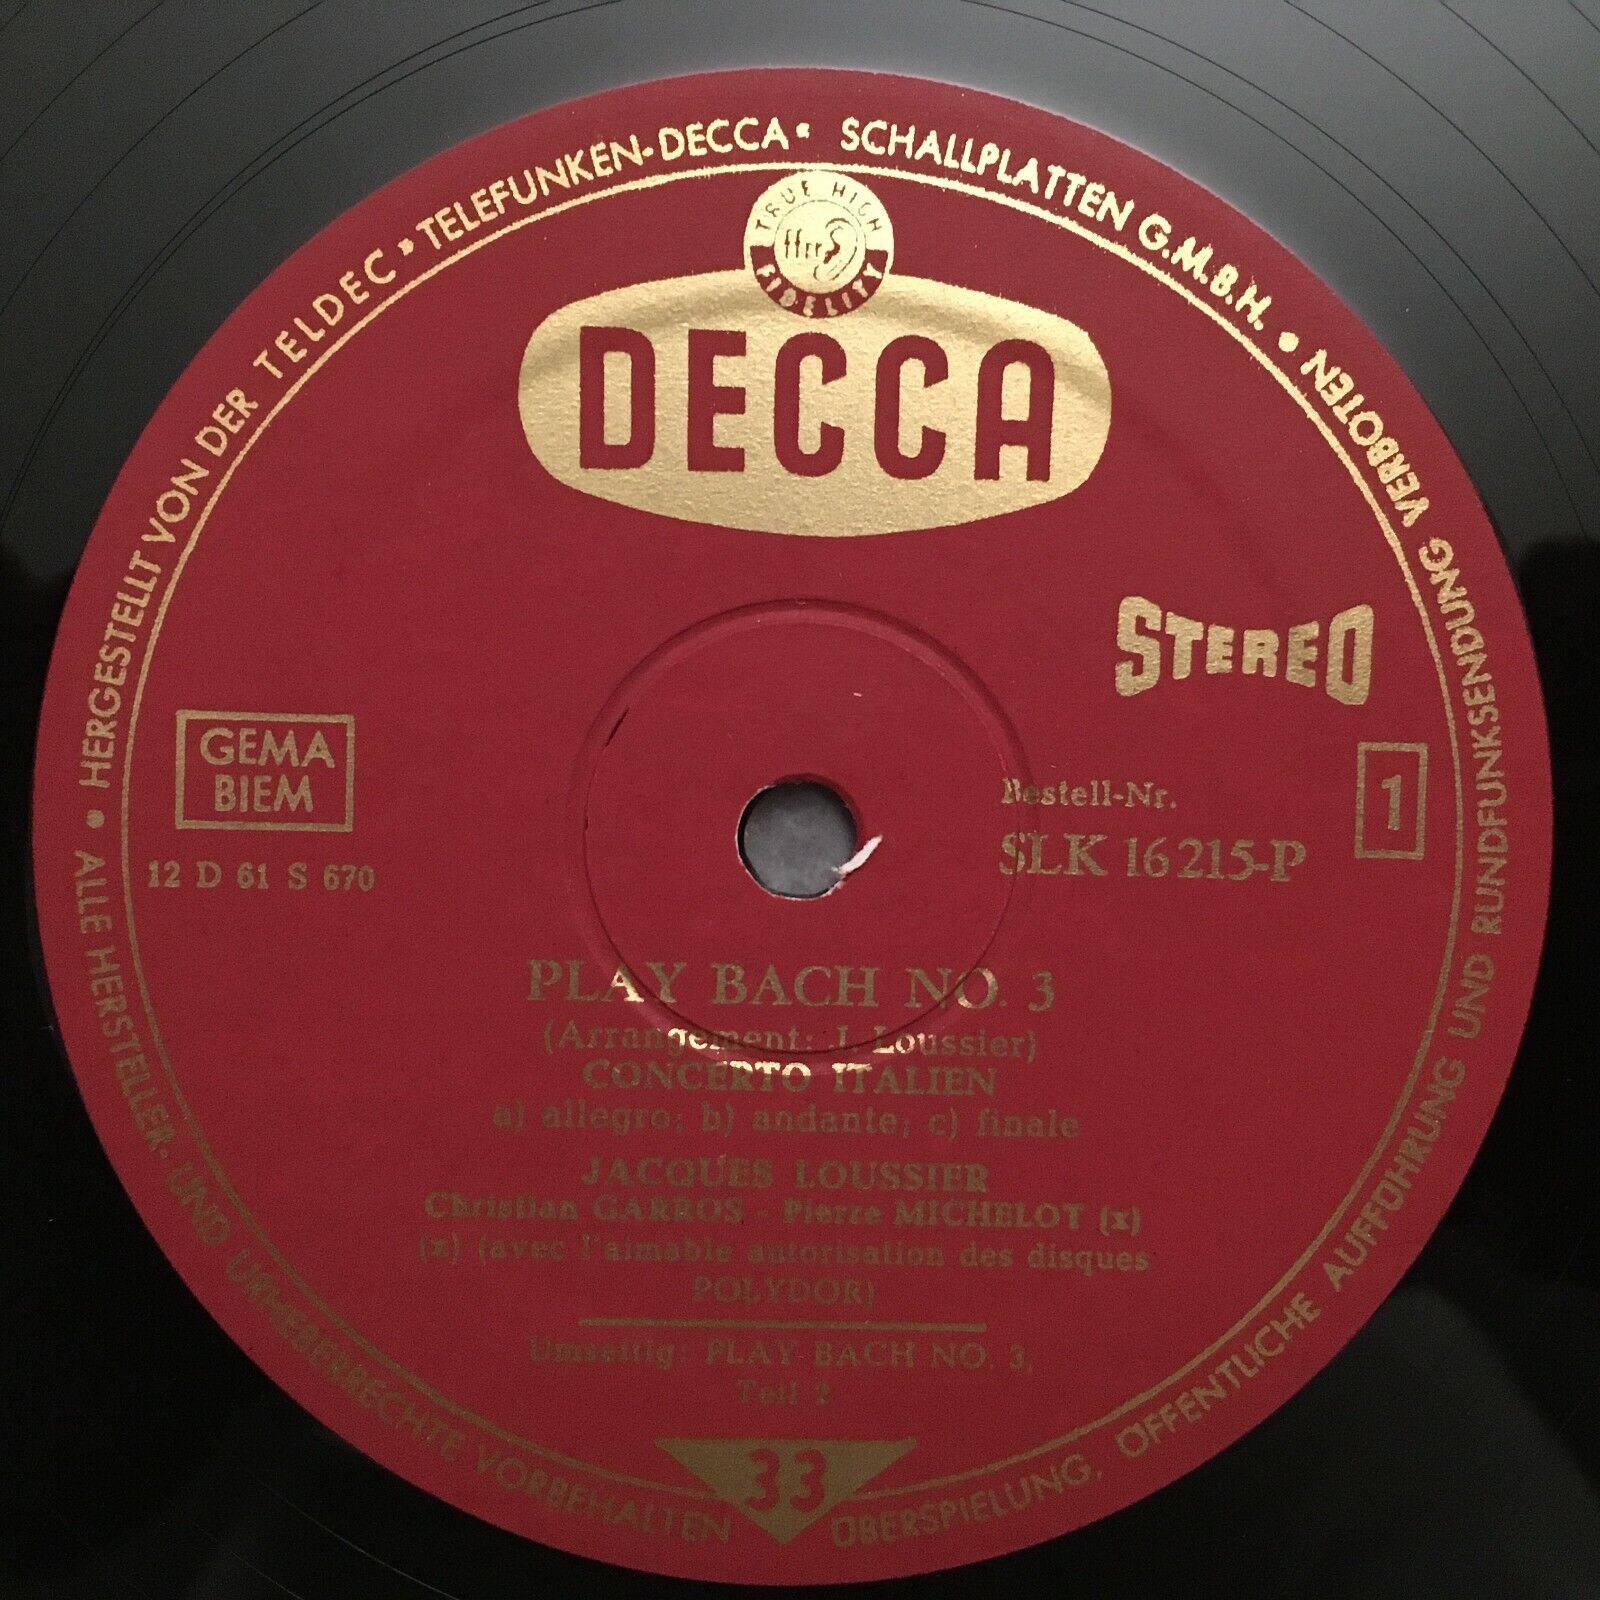 • HERGESTELLT VON DER TELDEC »TELEFUNKEN-DECCA« SCHALLPLATTEN G.M.B.H. •
TRUE HIGH
ffrr
FIDELITY
DECCA
STEREO
GEMA
BIEM
12 D 61 S 670
Bestell-Nr.
SLK 16 215-P
1
PLAY BACH NO. 3
(Arrangement: J. Loussier)
CONCERTO ITALIEN
a) allegro; b) andante; c) finale
JACQUES LOUSSIER
Christian GARROS - Pierre MICHELOT (x)
(x) (avec l'aimable autorisation des disques
POLYDOR)
Umseitig: PLAY BACH NO. 3,
Teil 2
33
ALLE HERSTELLER- UND URHEBERRECHTE VORBEHALTEN
ÜBERSPIELUNG, ÖFFENTLICHE AUFFÜHRUNG UND RUNDFUNKSENDUNG VERBOTEN